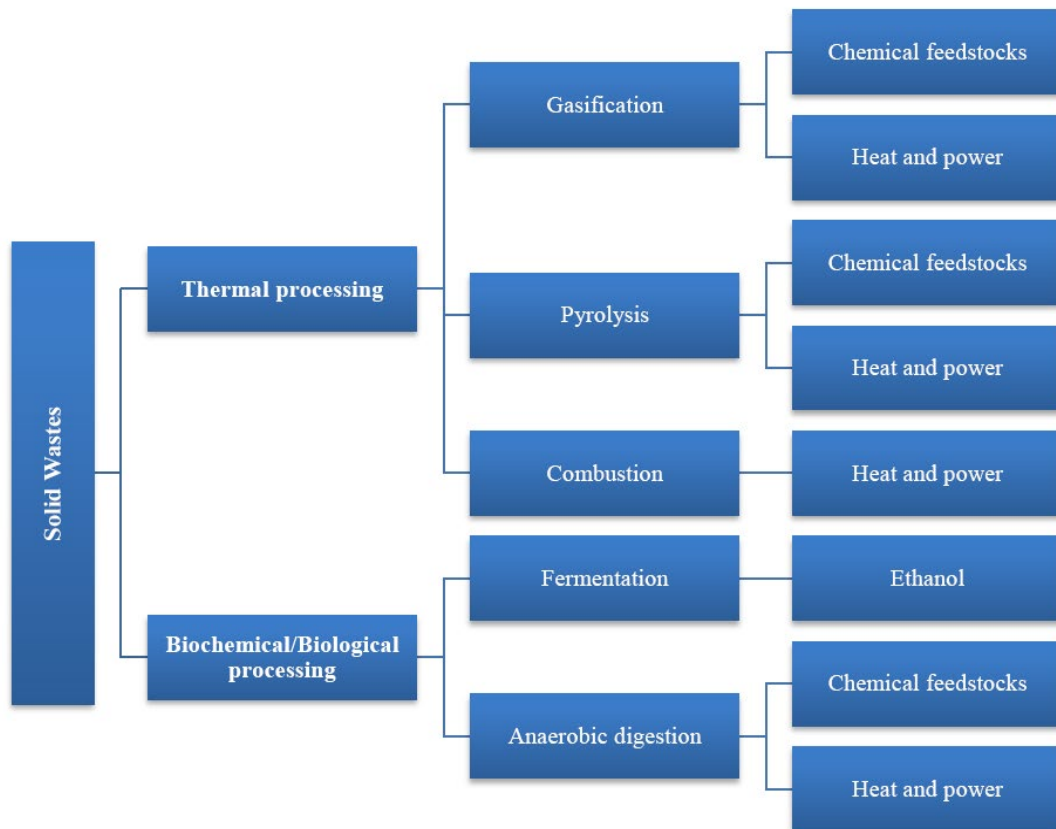 Solid Wastes
Thermal processing
Gasification
Chemical feedstocks
Heat and power
Pyrolysis
Chemical feedstocks
Heat and power
Combustion
Heat and power
Biochemical/Biological
processing
Fermentation
Ethanol
Anaerobic digestion
Chemical feedstocks
Heat and power